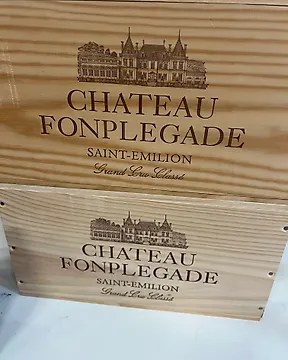 CHATEAU
FONPLEGADE
SAINT-EMILION
Grand Cru Classé
CHATEAU
FONPLEGADE
SAINT-EMILION
Grand Cru Classé